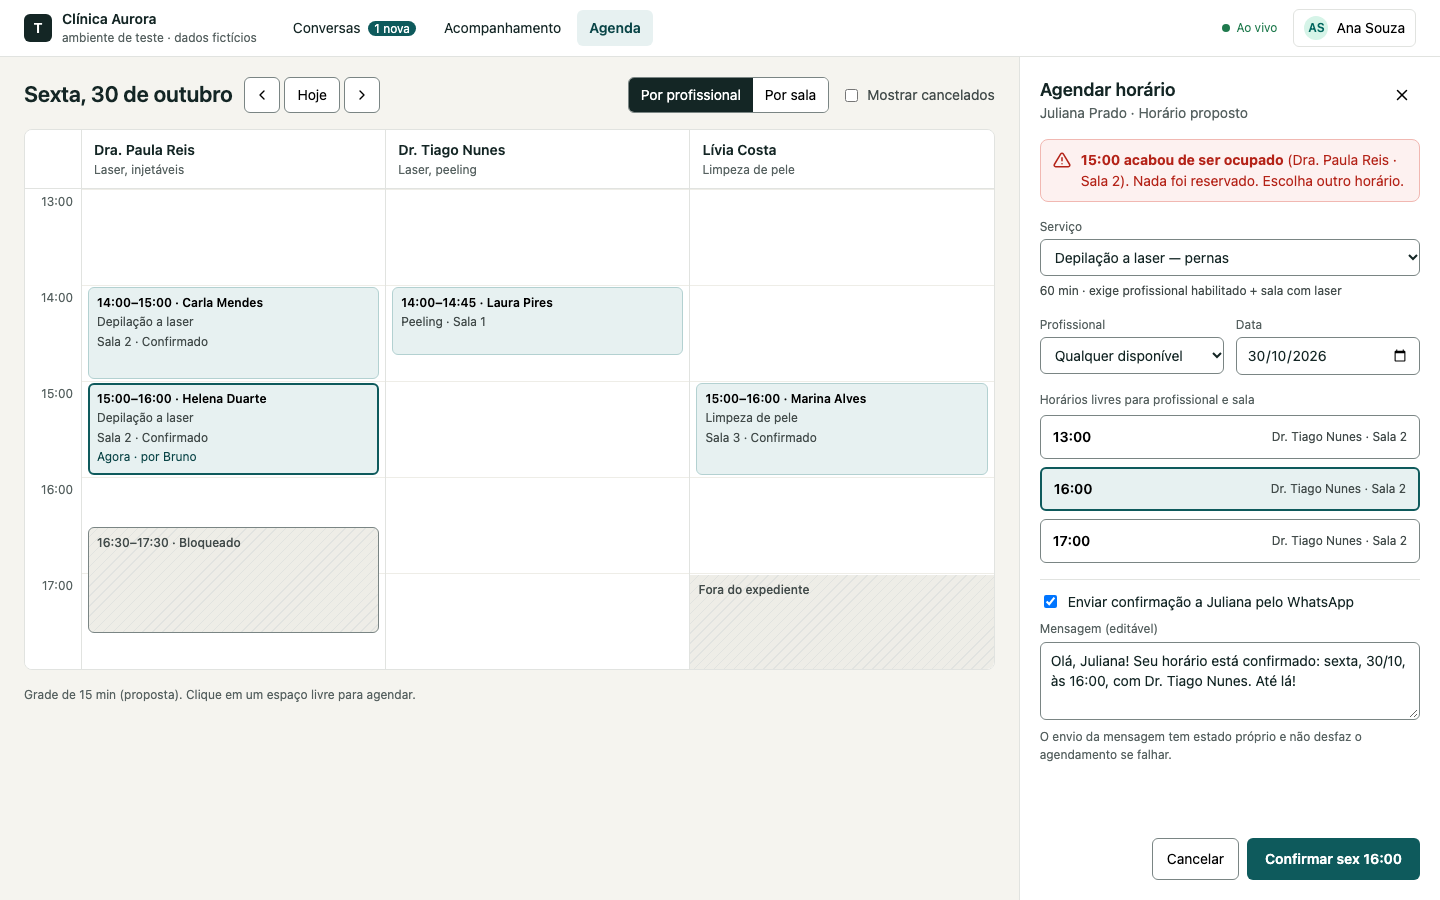 T
Clínica Aurora
ambiente de teste · dados fictícios
Conversas 1 nova
Acompanhamento
Agenda
Ao vivo
AS Ana Souza
Sexta, 30 de outubro
Hoje
Por profissional
Por sala
Mostrar cancelados
Dra. Paula Reis
Laser, injetáveis
Dr. Tiago Nunes
Laser, peeling
Lívia Costa
Limpeza de pele
13:00
14:00
14:00–15:00 · Carla Mendes
Depilação a laser
Sala 2 · Confirmado
14:00–14:45 · Laura Pires
Peeling · Sala 1
15:00
15:00–16:00 · Helena Duarte
Depilação a laser
Sala 2 · Confirmado
Agora · por Bruno
15:00–16:00 · Marina Alves
Limpeza de pele
Sala 3 · Confirmado
16:00
16:30–17:30 · Bloqueado
17:00
Fora do expediente
Grade de 15 min (proposta). Clique em um espaço livre para agendar.
Agendar horário
Juliana Prado · Horário proposto
15:00 acabou de ser ocupado (Dra. Paula Reis ·
Sala 2). Nada foi reservado. Escolha outro horário.
Serviço
Depilação a laser — pernas
60 min · exige profissional habilitado + sala com laser
Profissional
Qualquer disponível
Data
30/10/2026
Horários livres para profissional e sala
13:00 Dr. Tiago Nunes · Sala 2
16:00 Dr. Tiago Nunes · Sala 2
17:00 Dr. Tiago Nunes · Sala 2
Enviar confirmação a Juliana pelo WhatsApp
Mensagem (editável)
Olá, Juliana! Seu horário está confirmado: sexta, 30/10,
às 16:00, com Dr. Tiago Nunes. Até lá!
O envio da mensagem tem estado próprio e não desfaz o
agendamento se falhar.
Cancelar
Confirmar sex 16:00